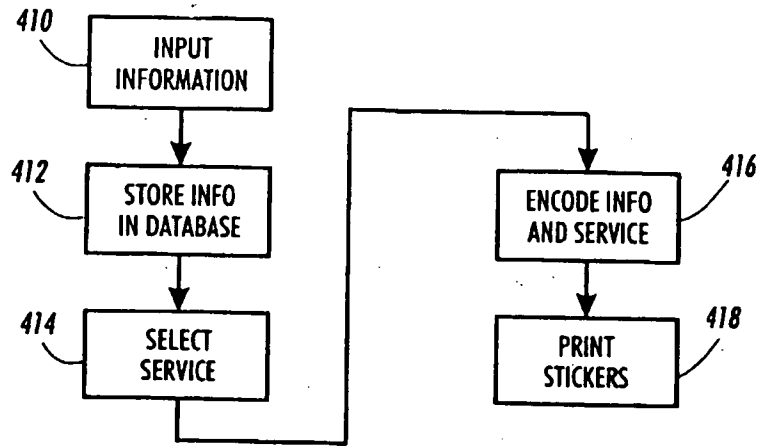 410
INPUT
INFORMATION
412
STORE INFO
IN DATABASE
414
SELECT
SERVICE
416
ENCODE INFO
AND SERVICE
418
PRINT
STICKERS